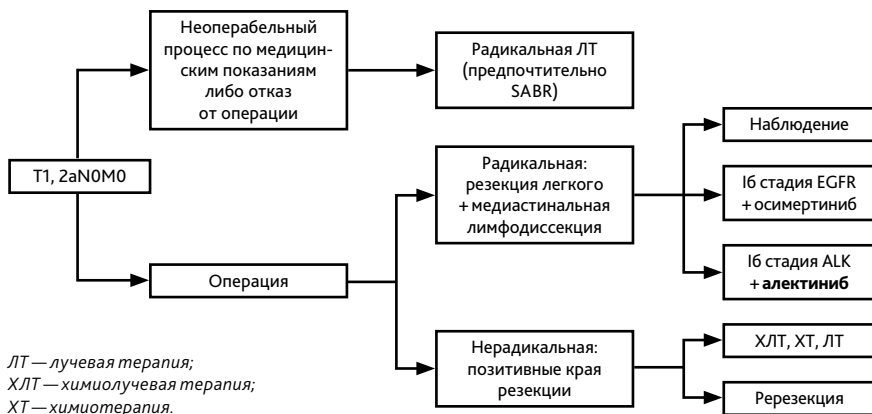 Неоперабельный
процесс по медицин-
ским показаниям
либо отказ
от операции
Радикальная ЛТ
(предпочтительно
SABR)
T1, 2aN0M0
Операция
Радикальная:
резекция легкого
+ медиастинальная
лимфодиссекция
Наблюдение
Iб стадия EGFR
+ осимертиниб
Iб стадия ALK
+ алектиниб
Нерадикальная:
позитивные края
резекции
ХЛТ, ХТ, ЛТ
Ререзекция
ЛТ — лучевая терапия;
ХЛТ — химиолучевая терапия;
ХТ — химиотерапия.